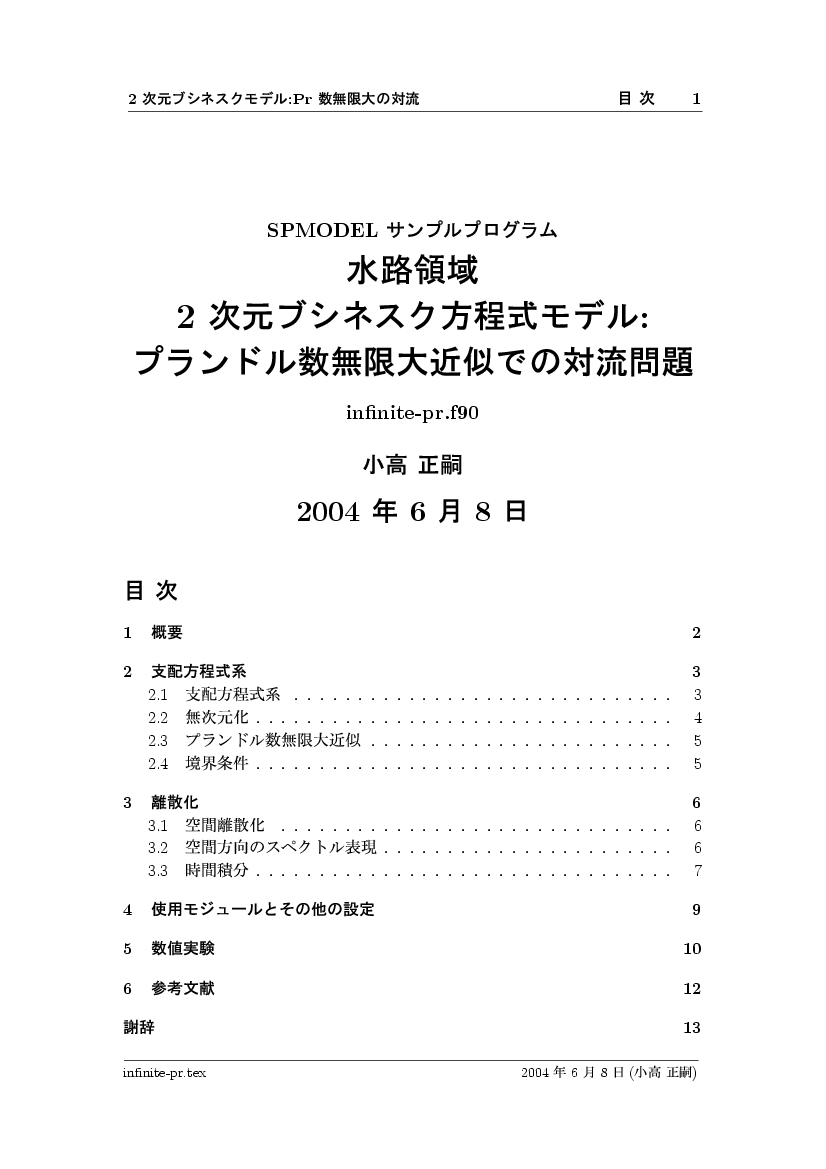 2 次元ブシネスクモデル:Pr 数無限大の対流 目 次 1
SPMODEL サンプルプログラム
水路領域
2 次元ブシネスク方程式モデル:
プランドル数無限大近似での対流問題
infinite-pr.f90
小高 正嗣
2004 年 6 月 8 日
目 次
1 概要 2
2 支配方程式系 3
2.1 支配方程式系 . . . . . . . . . . . . . . . . . . . . . . . . . . . . . . 3
2.2 無次元化 . . . . . . . . . . . . . . . . . . . . . . . . . . . . . . . . . 4
2.3 プランドル数無限大近似 . . . . . . . . . . . . . . . . . . . . . . . . 5
2.4 境界条件 . . . . . . . . . . . . . . . . . . . . . . . . . . . . . . . . . 5
3 離散化 6
3.1 空間離散化 . . . . . . . . . . . . . . . . . . . . . . . . . . . . . . . 6
3.2 空間方向のスペクトル表現 . . . . . . . . . . . . . . . . . . . . . . . 6
3.3 時間積分 . . . . . . . . . . . . . . . . . . . . . . . . . . . . . . . . . 7
4 使用モジュールとその他の設定 9
5 数値実験 10
6 参考文献 12
謝辞 13
infinite-pr.tex 2004 年 6 月 8 日 (小高 正嗣)